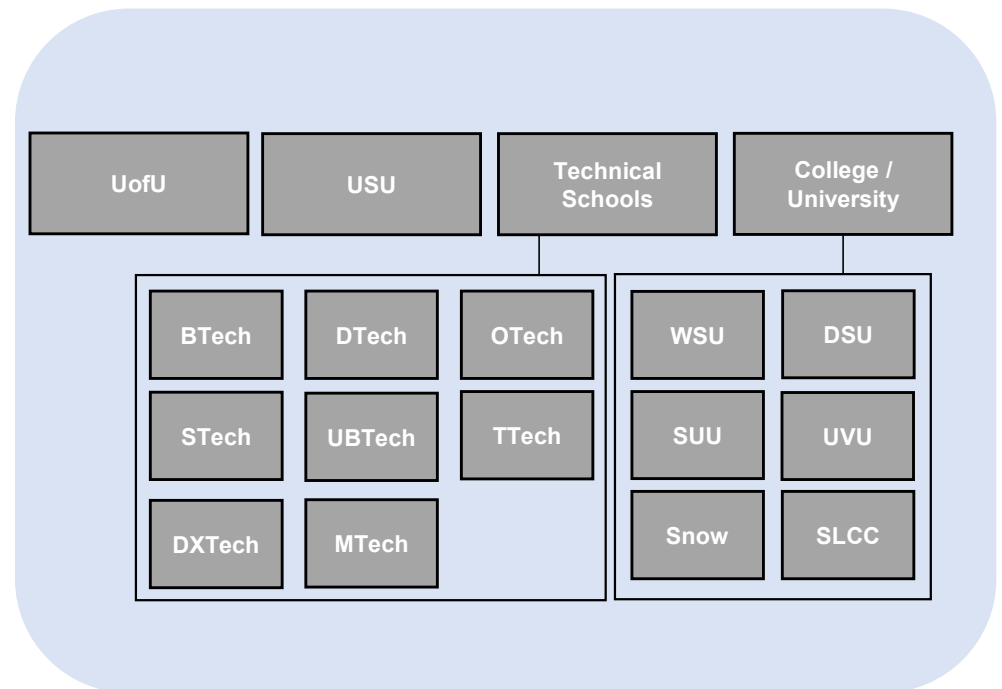 UofU
USU
Technical
Schools
College /
University
BTech
DTech
OTech
STech
UBTech
TTech
DXTech
MTech
WSU
DSU
SUU
UVU
Snow
SLCC